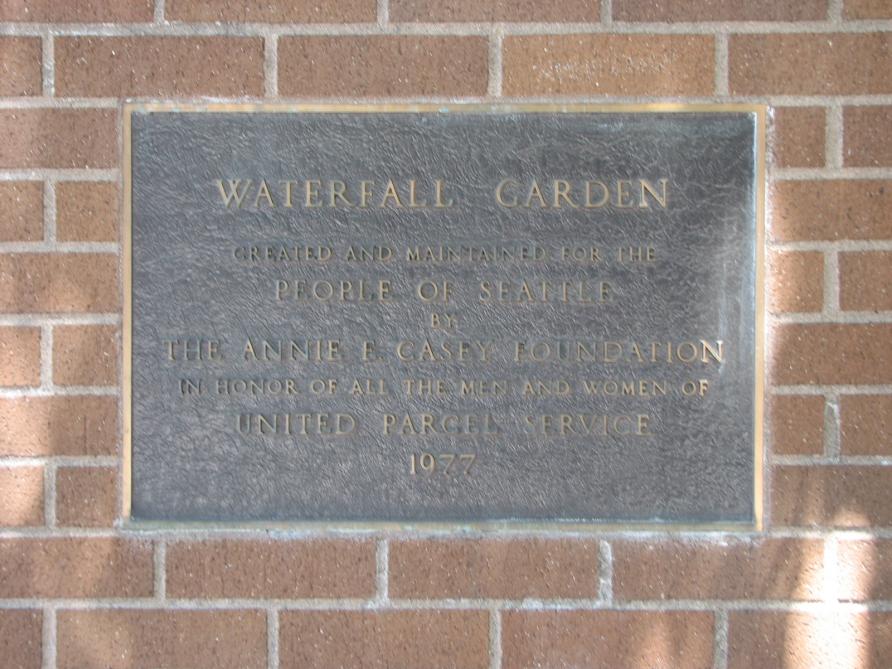 WATERFALL GARDEN
CREATED AND MAINTAINED FOR THE
PEOPLE OF SEATTLE
BY
THE ANNIE E. CASEY FOUNDATION
IN HONOR OF ALL THE MEN AND WOMEN OF
UNITED PARCEL SERVICE
1977